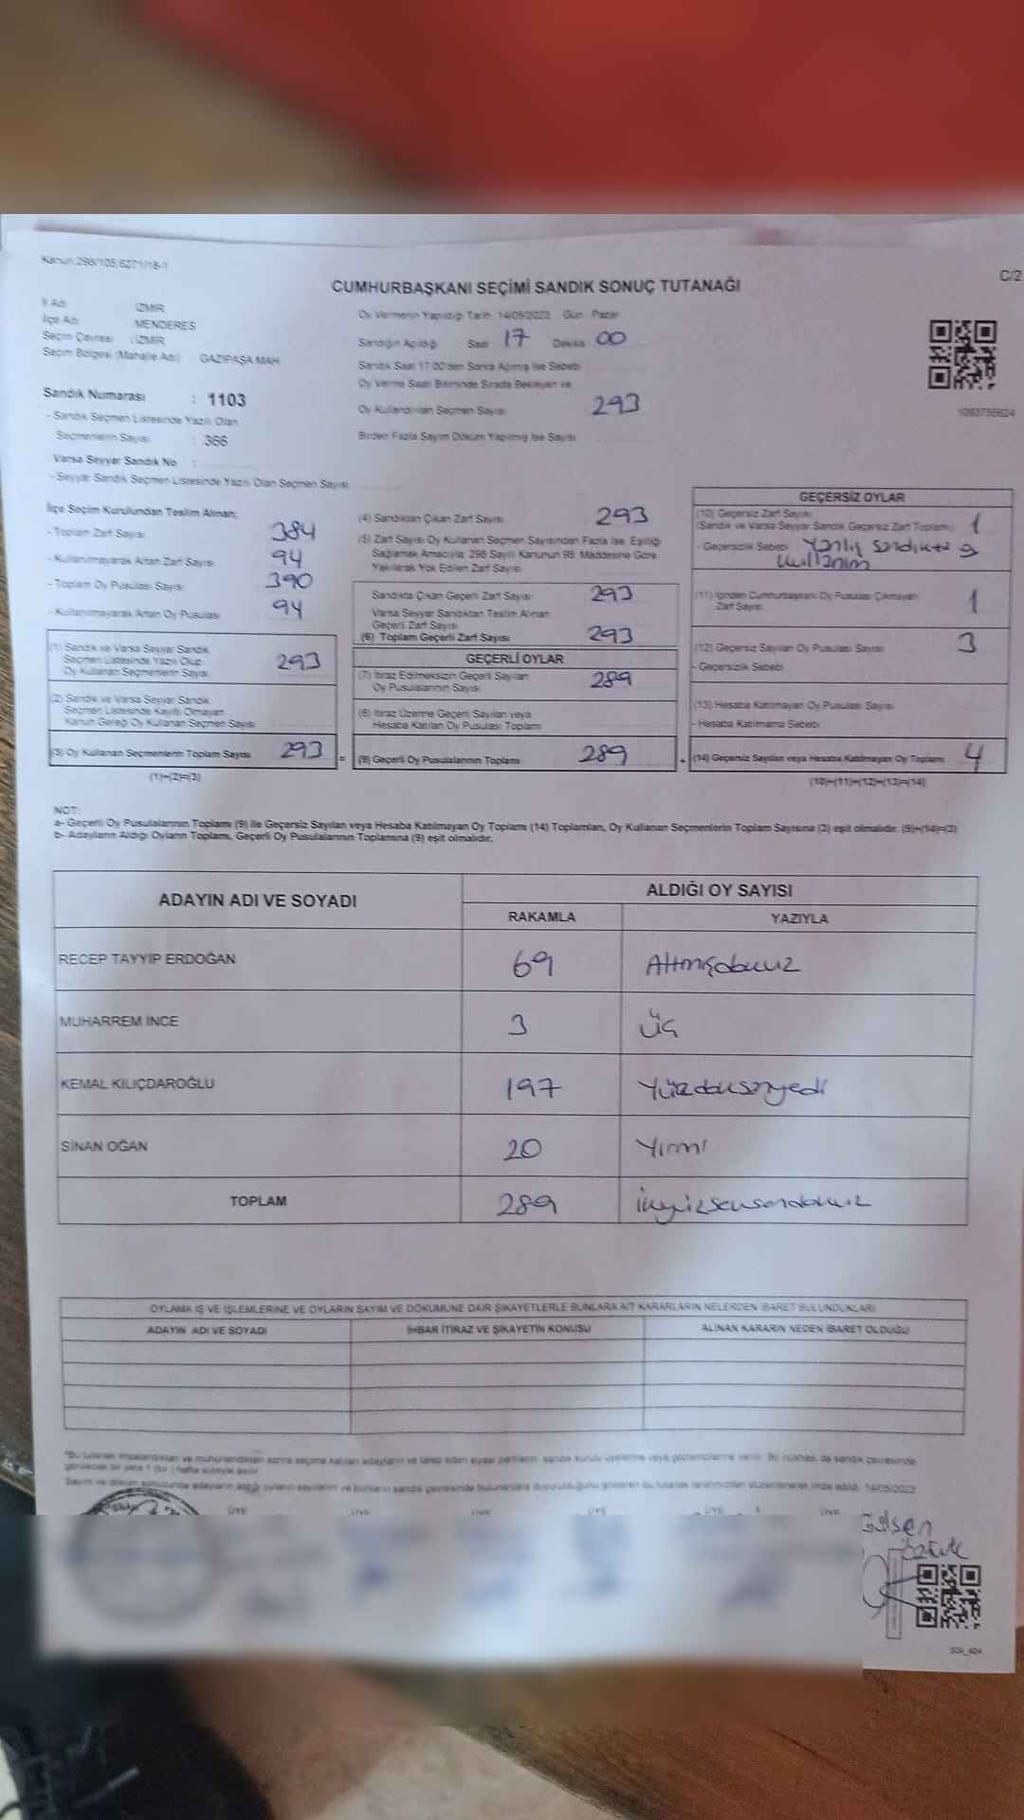 Kanun 298/105, 6271/18-1
C/2
CUMHURBAŞKANI SEÇİMİ SANDIK SONUÇ TUTANAĞI
İl Adı : İZMİR
İlçe Adı : MENDERES
Seçim Çevresi : İZMİR
Seçim Bölgesi (Mahalle Adı) : GAZİPAŞA MAH.
Sandık Numarası : 1103
- Sandık Seçmen Listesinde Yazılı Olan
Seçmenlerin Sayısı : 366
Varsa Seyyar Sandık No :
- Seyyar Sandık Seçmen Listesinde Yazılı Olan Seçmen Sayısı
Oy Vermenin Yapıldığı Tarih: 14/05/2023 Gün: Pazar
Sandığın Açıldığı Saat 17 Dakika 00
Sandık Saat 17:00'den Sonra Açılmış İse Sebebi
Oy Verme Saati Bitiminde Sırada Bekleyen ve
Oy Kullandırılan Seçmen Sayısı 293
Birden Fazla Sayım Döküm Yapılmış İse Sayısı
1093755624
İlçe Seçim Kurulundan Teslim Alınan;
- Toplam Zarf Sayısı 384
- Kullanılmayarak Artan Zarf Sayısı 94
- Toplam Oy Pusulası Sayısı 390
- Kullanılmayarak Artan Oy Pusulası 94
(1) Sandık ve Varsa Seyyar Sandık
Seçmen Listesinde Yazılı Olup
Oy Kullanan Seçmenlerin Sayısı 293
(2) Sandık ve Varsa Seyyar Sandık
Seçmen Listesinde Kayıtlı Olmayan
Kanun Gereği Oy Kullanan Seçmen Sayısı
(3) Oy Kullanan Seçmenlerin Toplam Sayısı 293 =
(1)+(2)=(3)
(4) Sandıktan Çıkan Zarf Sayısı 293
(5) Zarf Sayısı Oy Kullanan Seçmen Sayısından Fazla İse, Eşitliği
Sağlamak Amacıyla, 298 Sayılı Kanunun 98. Maddesine Göre
Yakılarak Yok Edilen Zarf Sayısı
Sandıkta Çıkan Geçerli Zarf Sayısı 293
Varsa Seyyar Sandıktan Teslim Alınan
Geçerli Zarf Sayısı
(6) Toplam Geçerli Zarf Sayısı 293
GEÇERLİ OYLAR
(7) İtiraz Edilmeksizin Geçerli Sayılan
Oy Pusulalarının Sayısı 289
(8) İtiraz Üzerine Geçerli Sayılan veya
Hesaba Katılan Oy Pusulası Toplamı
(9) Geçerli Oy Pusulalarının Toplamı 289 +
GEÇERSİZ OYLAR
(10) Geçersiz Zarf Sayısı
(Sandık ve Varsa Seyyar Sandık Geçersiz Zarf Toplamı) 1
- Geçersizlik Sebebi Yanlış sandıkta
kullanım
(11) İçinden Cumhurbaşkanı Oy Pusulası Çıkmayan
Zarf Sayısı 1
(12) Geçersiz Sayılan Oy Pusulası Sayısı 3
- Geçersizlik Sebebi
(13) Hesaba Katılmayan Oy Pusulası Sayısı
- Hesaba Katılmama Sebebi
(14) Geçersiz Sayılan veya Hesaba Katılmayan Oy Toplamı 4
(10)+(11)+(12)+(13)=(14)
NOT:
a- Geçerli Oy Pusulalarının Toplamı (9) ile Geçersiz Sayılan veya Hesaba Katılmayan Oy Toplamı (14) Toplamları, Oy Kullanan Seçmenlerin Toplam Sayısına (3) eşit olmalıdır. (9)+(14)=(3)
b- Adayların Aldığı Oyların Toplamı, Geçerli Oy Pusulalarının Toplamına (9) eşit olmalıdır.
ADAYIN ADI VE SOYADI
ALDIĞI OY SAYISI
RAKAMLA YAZIYLA
RECEP TAYYİP ERDOĞAN 69 Altmışdokuz
MUHARREM İNCE 3 Üç
KEMAL KILIÇDAROĞLU 197 Yüzdoksanyedi
SİNAN OĞAN 20 Yirmi
TOPLAM 289 İkiyüzseksendokuz
OYLAMA İŞ VE İŞLEMLERİNE VE OYLARIN SAYIM VE DÖKÜMÜNE DAİR ŞİKAYETLERLE BUNLARA AİT KARARLARIN NELERDEN İBARET BULUNDUKLARI
ADAYIN ADI VE SOYADI İHBAR İTİRAZ VE ŞİKAYETİN KONUSU ALINAN KARARIN NEDEN İBARET OLDUĞU
ÜYE ÜYE ÜYE ÜYE ÜYE ÜYE
Gülşen
Öztürk